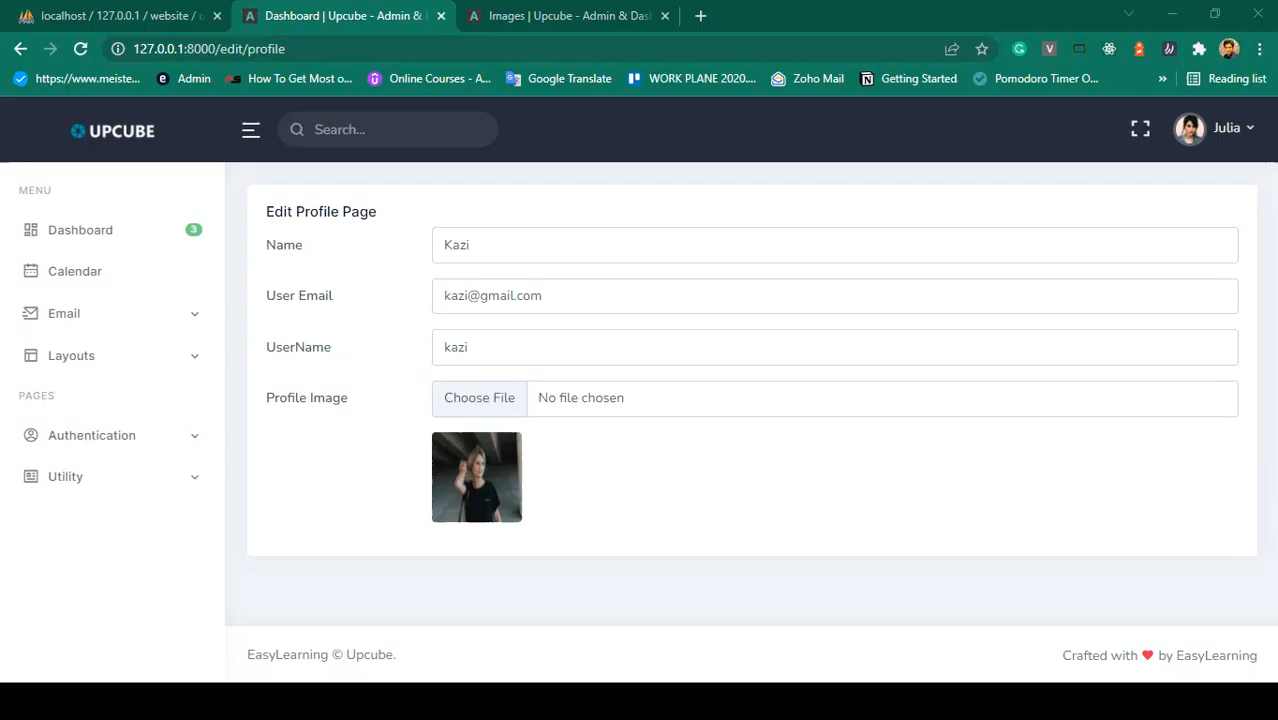 localhost / 127.0.0.1 / website / u
Dashboard | Upcube - Admin &
Images | Upcube - Admin & Das
127.0.0.1:8000/edit/profile
https://www.meiste...
Admin
How To Get Most o...
Online Courses - A...
Google Translate
WORK PLANE 2020....
Zoho Mail
Getting Started
Pomodoro Timer O...
»
Reading list
UPCUBE
Search...
Julia
MENU
Dashboard
3
Calendar
Email
Layouts
PAGES
Authentication
Utility
Edit Profile Page
Name
Kazi
User Email
kazi@gmail.com
UserName
kazi
Profile Image
Choose File
No file chosen
EasyLearning © Upcube.
Crafted with ❤ by EasyLearning